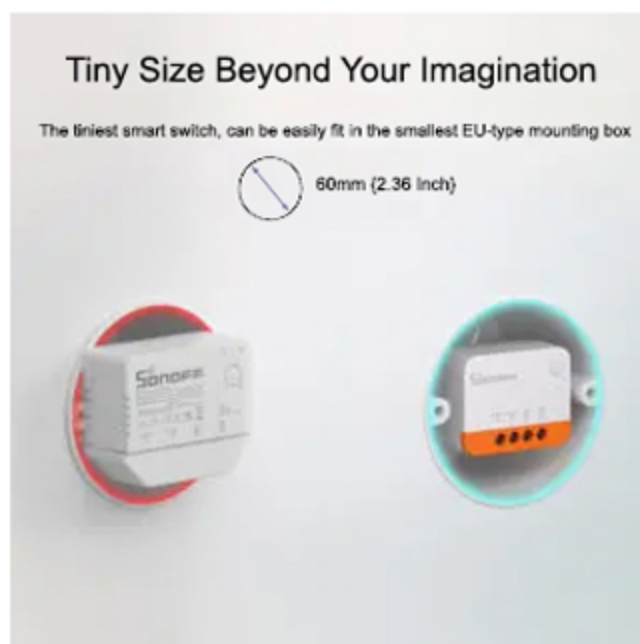 Tiny Size Beyond Your Imagination
The tiniest smart switch, can be easily fit in the smallest EU-type mounting box
60mm (2.36 Inch)
SONOFF
SONOFF